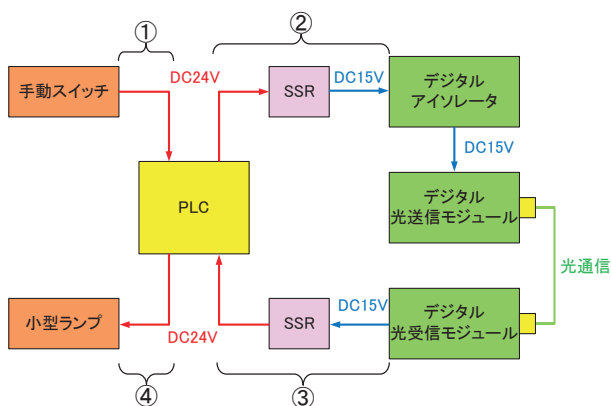 ①
②
手動スイッチ
DC24V
SSR
DC15V
デジタル
アイソレータ
DC15V
PLC
デジタル
光送信モジュール
光通信
小型ランプ
DC24V
SSR
DC15V
デジタル
光受信モジュール
④
③